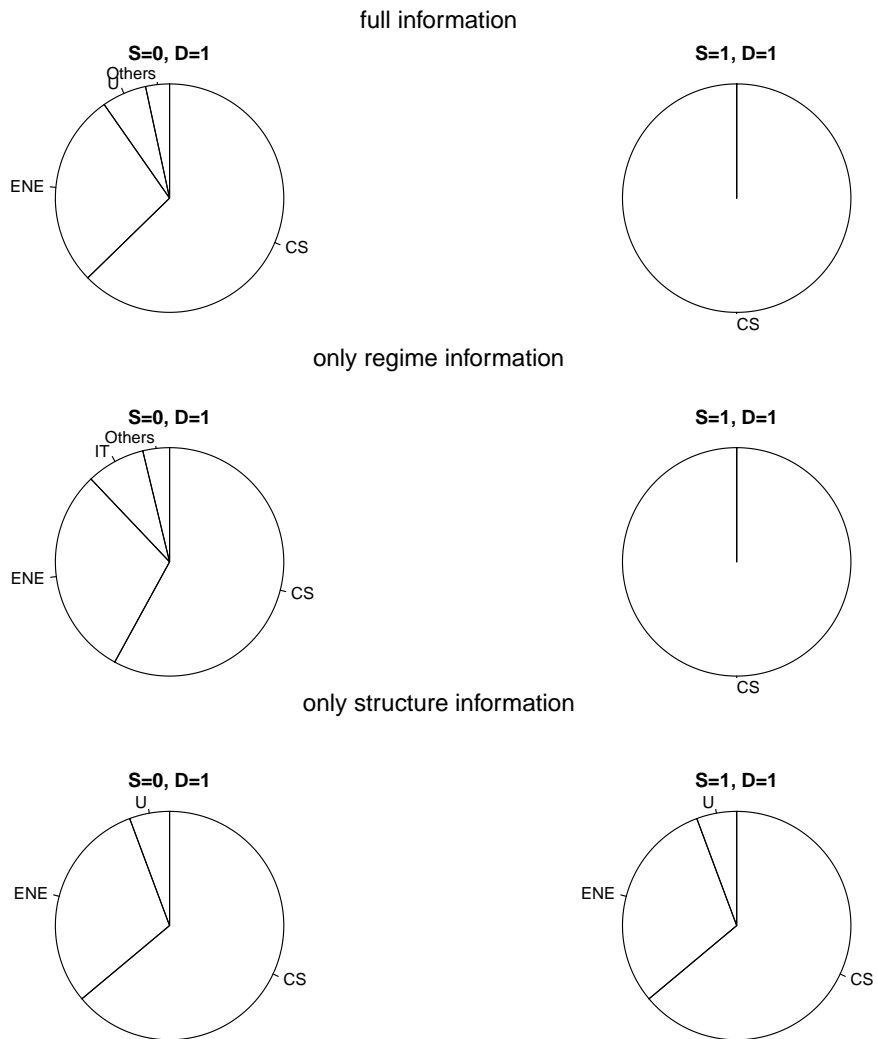 full information
S=0, D=1
S=1, D=1
Others
U
ENE
CS
CS
only regime information
S=0, D=1
S=1, D=1
Others
IT
ENE
CS
CS
only structure information
S=0, D=1
S=1, D=1
U
U
ENE
ENE
CS
CS